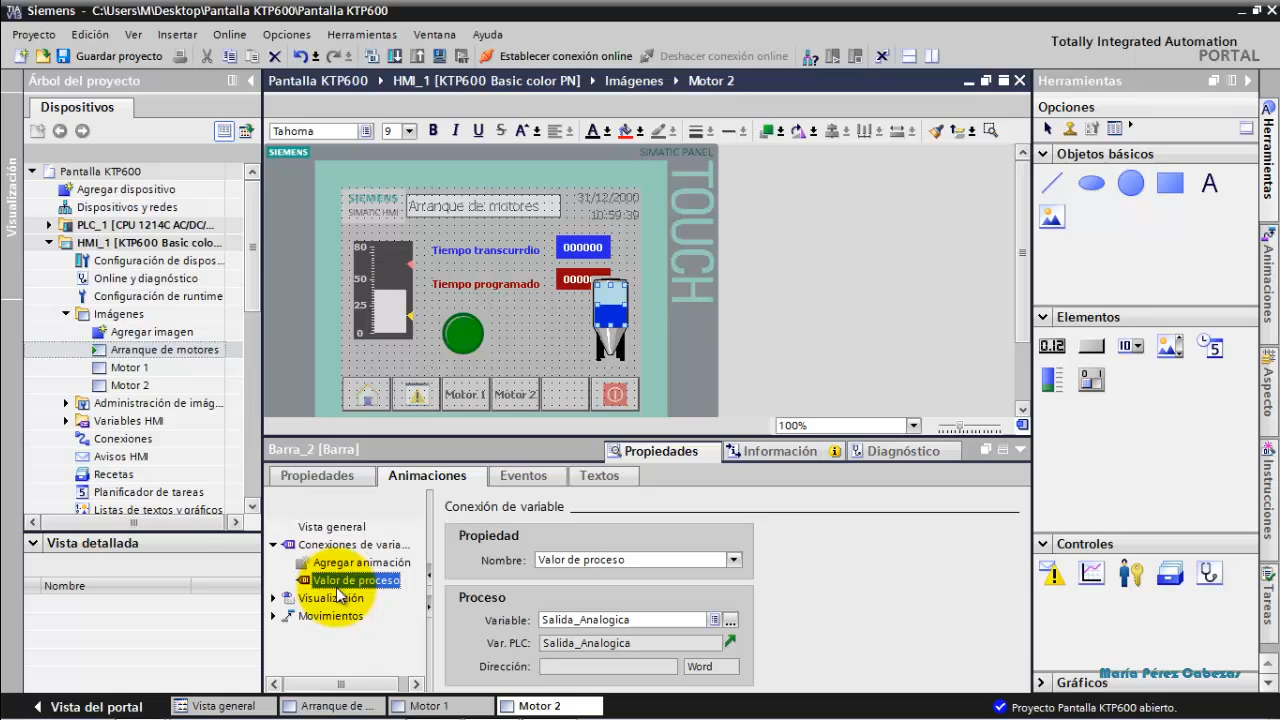 Siemens - C:\Users\M\Desktop\Pantalla KTP600\Pantalla KTP600
Proyecto Edición Ver Insertar Online Opciones Herramientas Ventana Ayuda
Totally Integrated Automation
PORTAL
Guardar proyecto
Establecer conexión online
Deshacer conexión online
Árbol del proyecto
Dispositivos
Visualización
Pantalla KTP600
Agregar dispositivo
Dispositivos y redes
PLC_1 [CPU 1214C AC/DC/...
HMI_1 [KTP600 Basic colo...
Configuración de dispos...
Online y diagnóstico
Configuración de runtime
Imágenes
Agregar imagen
Arranque de motores
Motor 1
Motor 2
Administración de imág...
Variables HMI
Conexiones
Avisos HMI
Recetas
Planificador de tareas
Listas de textos y gráficos
Vista detallada
Nombre
Pantalla KTP600 HMI_1 [KTP600 Basic color PN] Imágenes Motor 2
Tahoma 9
SIEMENS
SIMATIC PANEL
TOUCH
SIEMENS
SIMATIC HMI
Arranque de motores
31/12/2000
10:59:39
80
50
25
0
Tiempo transcurrdio
000000
Tiempo programado
Motor 1 Motor 2
100%
Barra_2 [Barra]
Propiedades Información Diagnóstico
Propiedades Animaciones Eventos Textos
Vista general
Conexiones de varia...
Agregar animación
Valor de proceso
Visualización
Movimientos
Conexión de variable
Propiedad
Nombre: Valor de proceso
Proceso
Variable: Salida_Analogica
Var. PLC: Salida_Analogica
Dirección: Word
Herramientas
Opciones
Objetos básicos
Elementos
Controles
Gráficos
Herramientas
Animaciones
Aspecto
Instrucciones
Tareas
Librerías
María Pérez Cabezas
Vista del portal Vista general Arranque de ... Motor 1 Motor 2
Proyecto Pantalla KTP600 abierto.